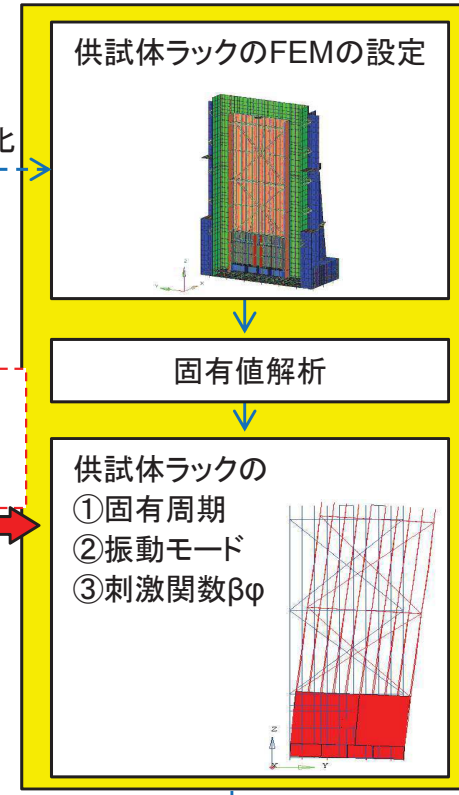 供試体ラックのFEMの設定
化
固有値解析
供試体ラックの
①固有周期
②振動モード
③刺激関数βφ
Z
X
Y